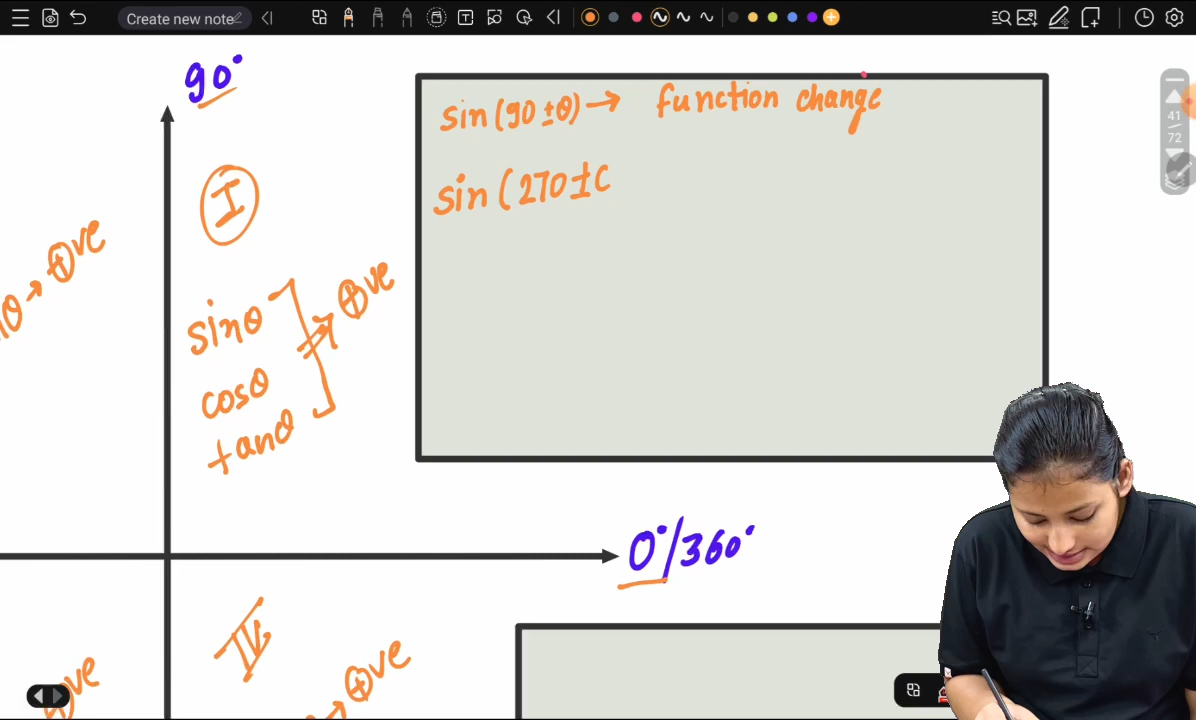 Create new note
41
72
90°
sin(90±θ)→ function change
sin(270±
I
→ ⊕ve
sinθ
cosθ
tanθ
→ ⊕ve
0°/360°
IV
→ ⊕ve
ve